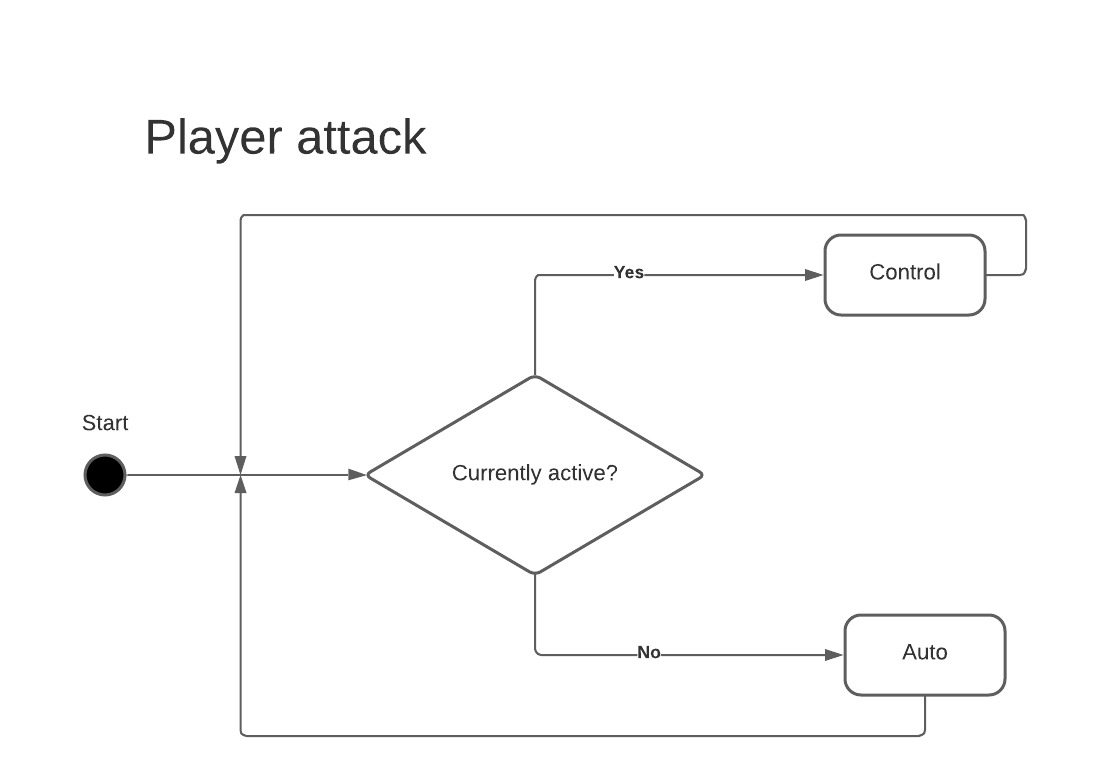 Player attack
Yes
Control
Start
Currently active?
No
Auto